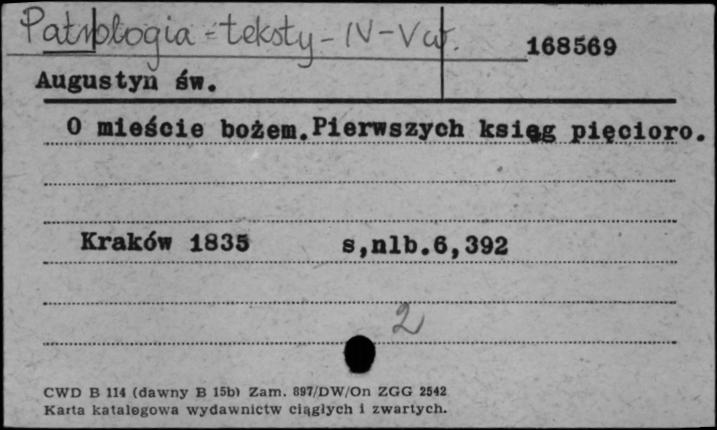 Patrologia - teksty - IV - V w.
168569
Augustyn św.
O mieście bożem. Pierwszych ksiąg pięcioro.
Kraków 1835 s,nlb.6,392
2
CWD B 114 (dawny B 15b) Zam. 897/DW/On ZGG 2542
Karta katalogowa wydawnictw ciągłych i zwartych.